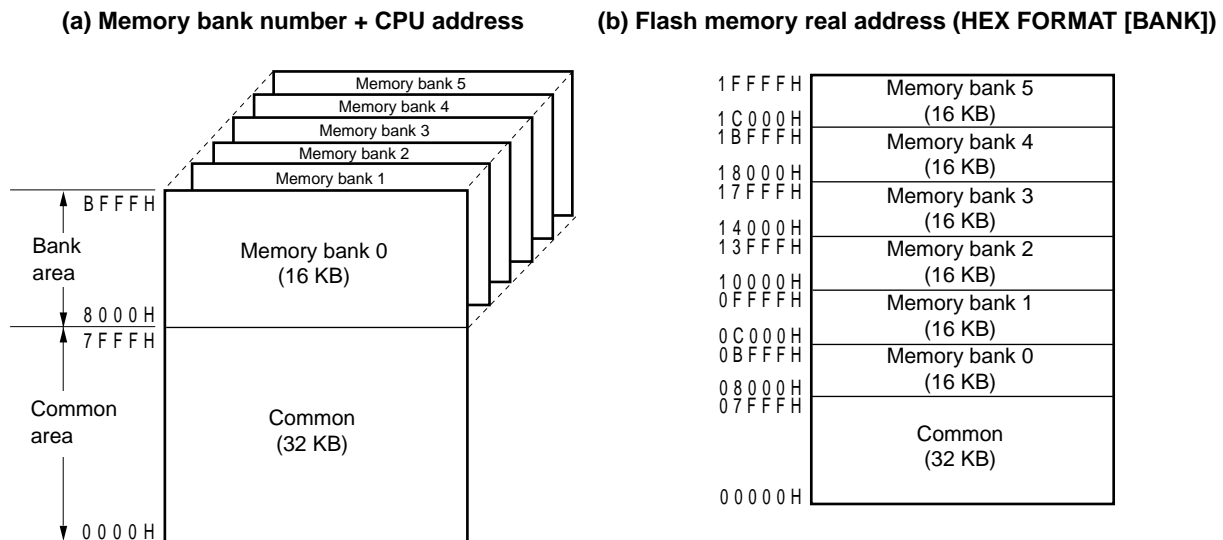 (a) Memory bank number + CPU address
Memory bank 5
Memory bank 4
Memory bank 3
Memory bank 2
Memory bank 1
BFFFH
Bank
area
Memory bank 0
(16 KB)
8000H
7FFFH
Common
area
Common
(32 KB)
0000H
(b) Flash memory real address (HEX FORMAT [BANK])
1FFFFH
Memory bank 5
(16 KB)
1C000H
1BFFFH
Memory bank 4
(16 KB)
18000H
17FFFH
Memory bank 3
(16 KB)
14000H
13FFFH
Memory bank 2
(16 KB)
10000H
0FFFFH
Memory bank 1
(16 KB)
0C000H
0BFFFH
Memory bank 0
(16 KB)
08000H
07FFFH
Common
(32 KB)
00000H